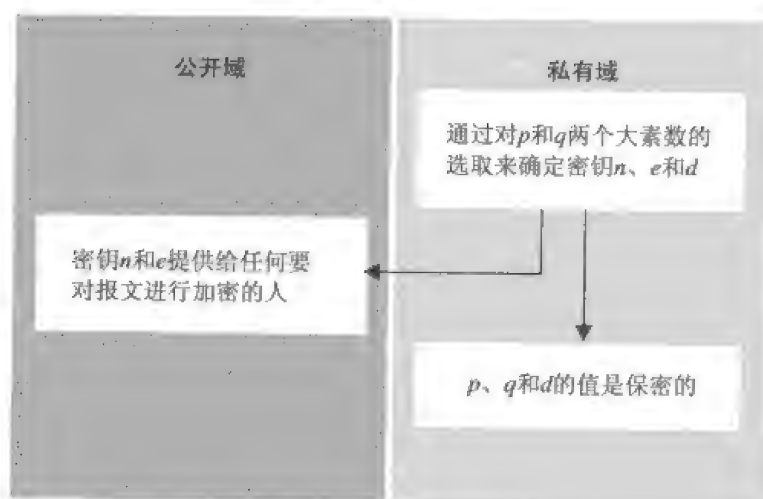 公开域
私有域
通过对p和q两个大素数的
选取来确定密钥n、e和d
密钥n和e提供给任何要
对报文进行加密的人
p、q和d的值是保密的